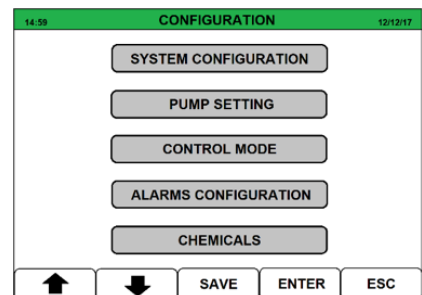 14:59 CONFIGURATION 12/12/17
SYSTEM CONFIGURATION
PUMP SETTING
CONTROL MODE
ALARMS CONFIGURATION
CHEMICALS
SAVE ENTER ESC